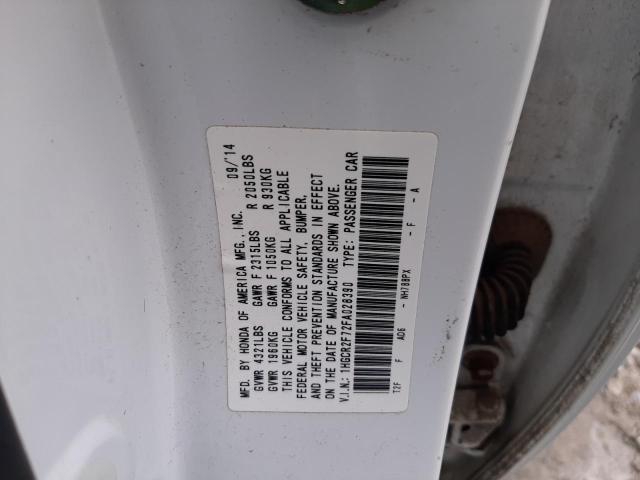 MFD. BY HONDA OF AMERICA MFG., INC. 09/'14
GVWR 4321LBS GAWR F 2315LBS R 2050LBS
GVWR 1960KG GAWR F 1050KG R 930KG
THIS VEHICLE CONFORMS TO ALL APPLICABLE
FEDERAL MOTOR VEHICLE SAFETY, BUMPER,
AND THEFT PREVENTION STANDARDS IN EFFECT
ON THE DATE OF MANUFACTURE SHOWN ABOVE.
V.I.N.: 1HGCR2F72FA028390 TYPE: PASSENGER CAR
T2F F AD6 - NH788PX - F - A